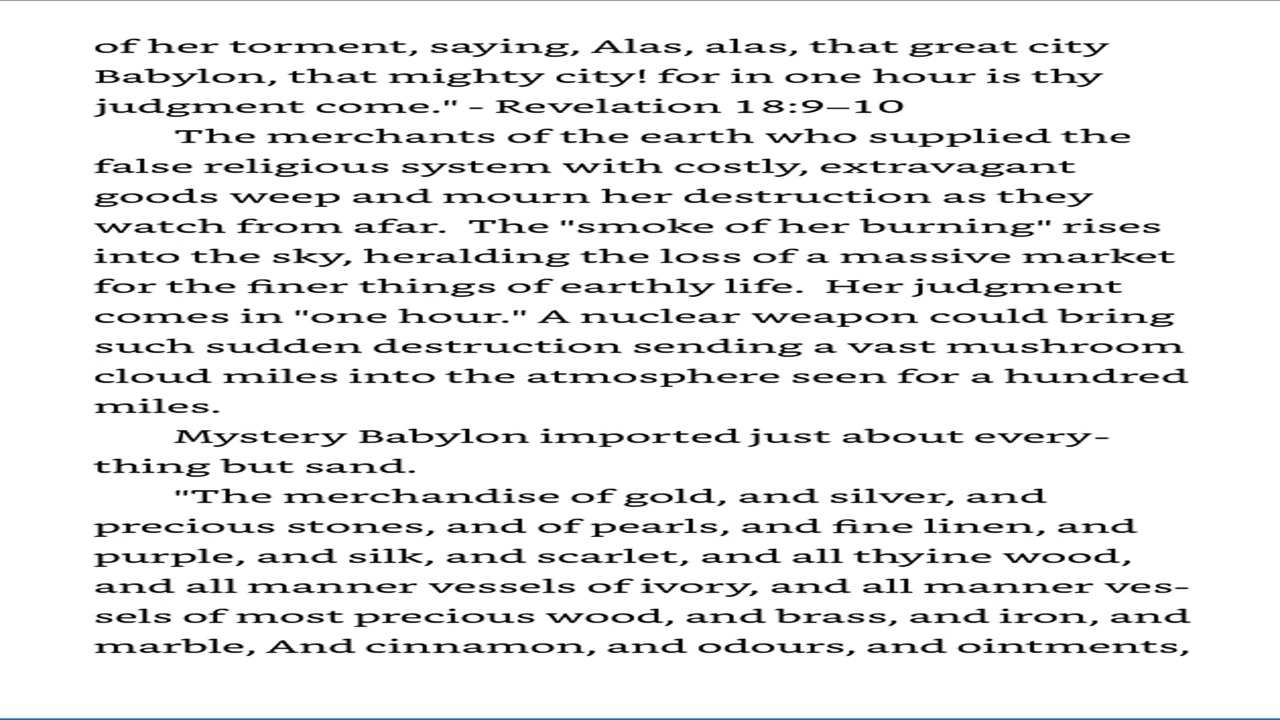 of her torment, saying, Alas, alas, that great city
Babylon, that mighty city! for in one hour is thy
judgment come." - Revelation 18:9–10
The merchants of the earth who supplied the
false religious system with costly, extravagant
goods weep and mourn her destruction as they
watch from afar.  The "smoke of her burning" rises
into the sky, heralding the loss of a massive market
for the finer things of earthly life.  Her judgment
comes in "one hour." A nuclear weapon could bring
such sudden destruction sending a vast mushroom
cloud miles into the atmosphere seen for a hundred
miles.
Mystery Babylon imported just about every-
thing but sand.
"The merchandise of gold, and silver, and
precious stones, and of pearls, and fine linen, and
purple, and silk, and scarlet, and all thyine wood,
and all manner vessels of ivory, and all manner ves-
sels of most precious wood, and brass, and iron, and
marble, And cinnamon, and odours, and ointments,